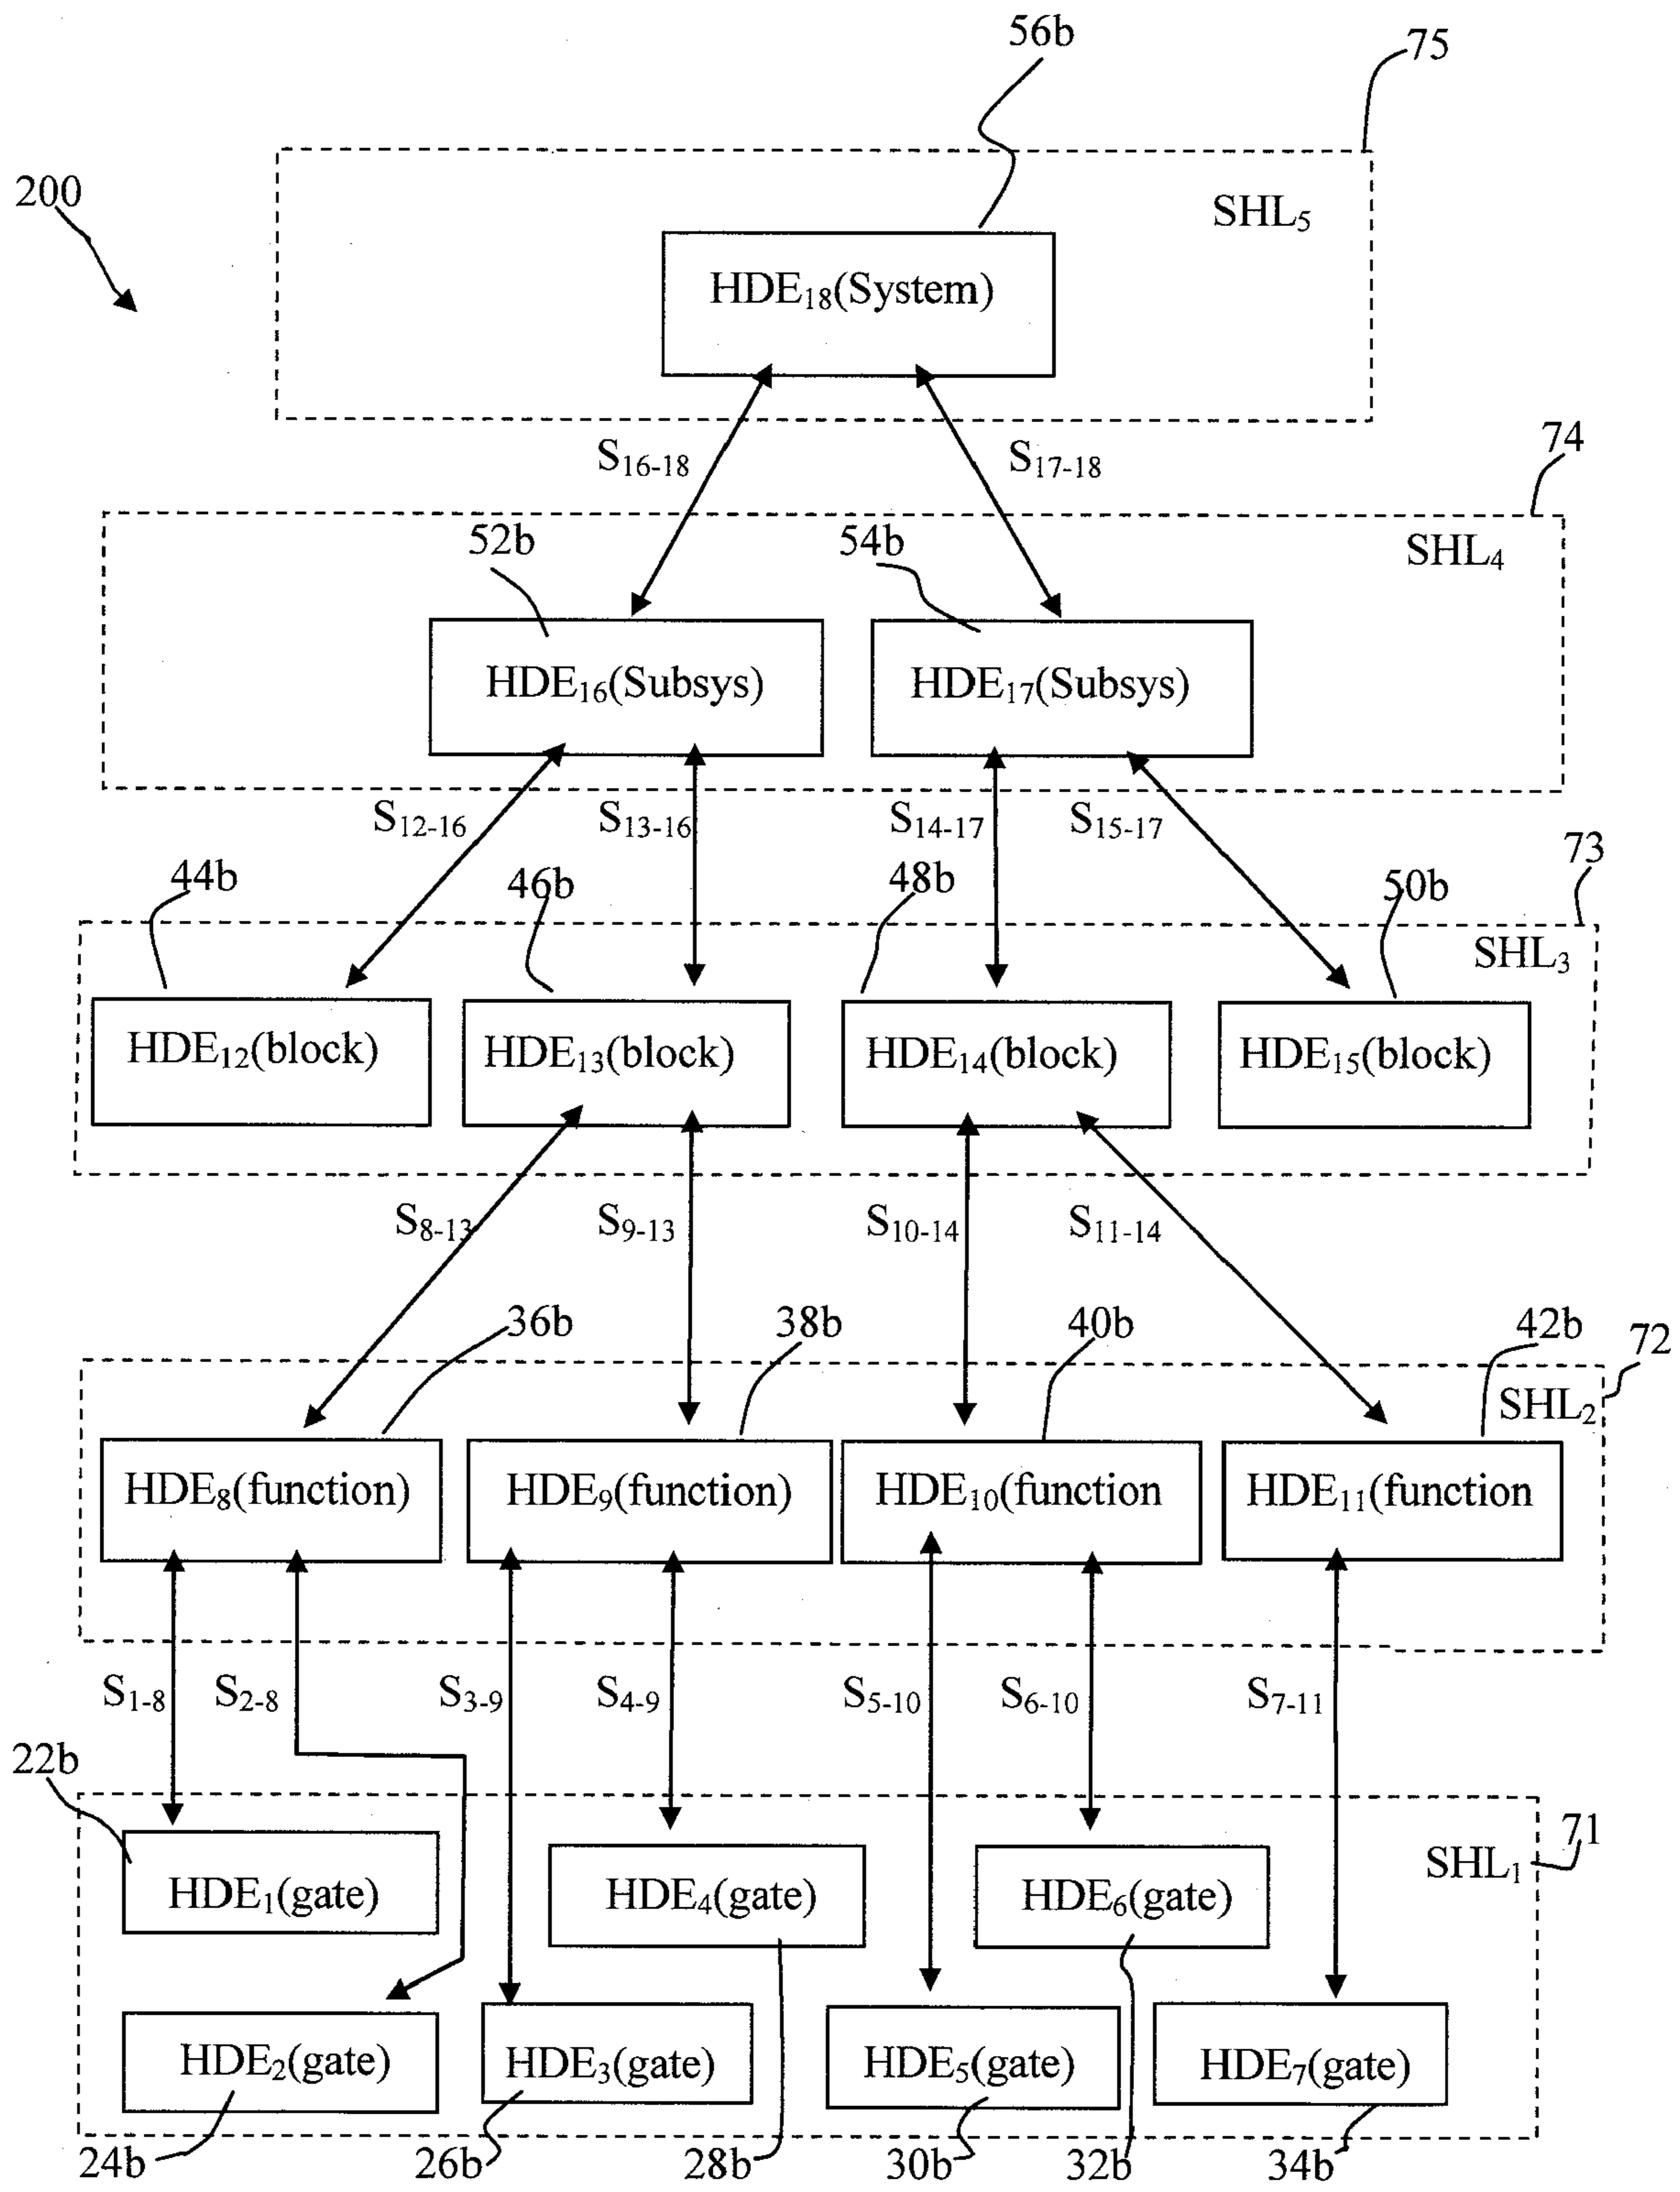 56b
75
200
SHL5
HDE18(System)
S16-18
S17-18
74
52b
54b
SHL4
HDE16(Subsys)
HDE17(Subsys)
S12-16
S13-16
S14-17
S15-17
73
44b
46b
48b
50b
SHL3
HDE12(block)
HDE13(block)
HDE14(block)
HDE15(block)
S8-13
S9-13
S10-14
S11-14
36b
38b
40b
42b
72
SHL2
HDE8(function)
HDE9(function)
HDE10(function
HDE11(function
S1-8
S2-8
S3-9
S4-9
S5-10
S6-10
S7-11
22b
71
SHL1
HDE1(gate)
HDE4(gate)
HDE6(gate)
HDE2(gate)
HDE3(gate)
HDE5(gate)
HDE7(gate)
24b
26b
28b
30b
32b
34b